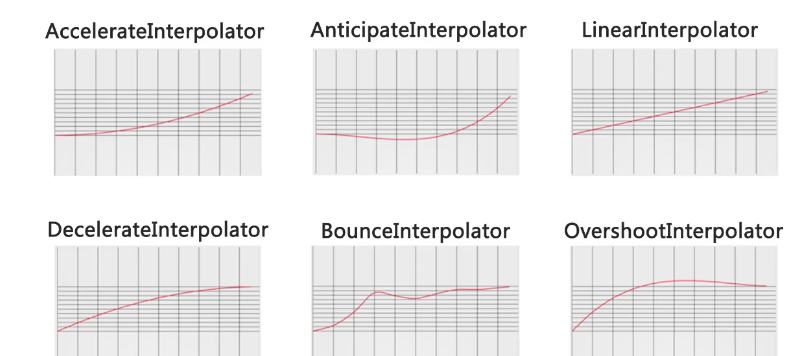 AccelerateInterpolator
AnticipateInterpolator
LinearInterpolator
DecelerateInterpolator
BounceInterpolator
OvershootInterpolator